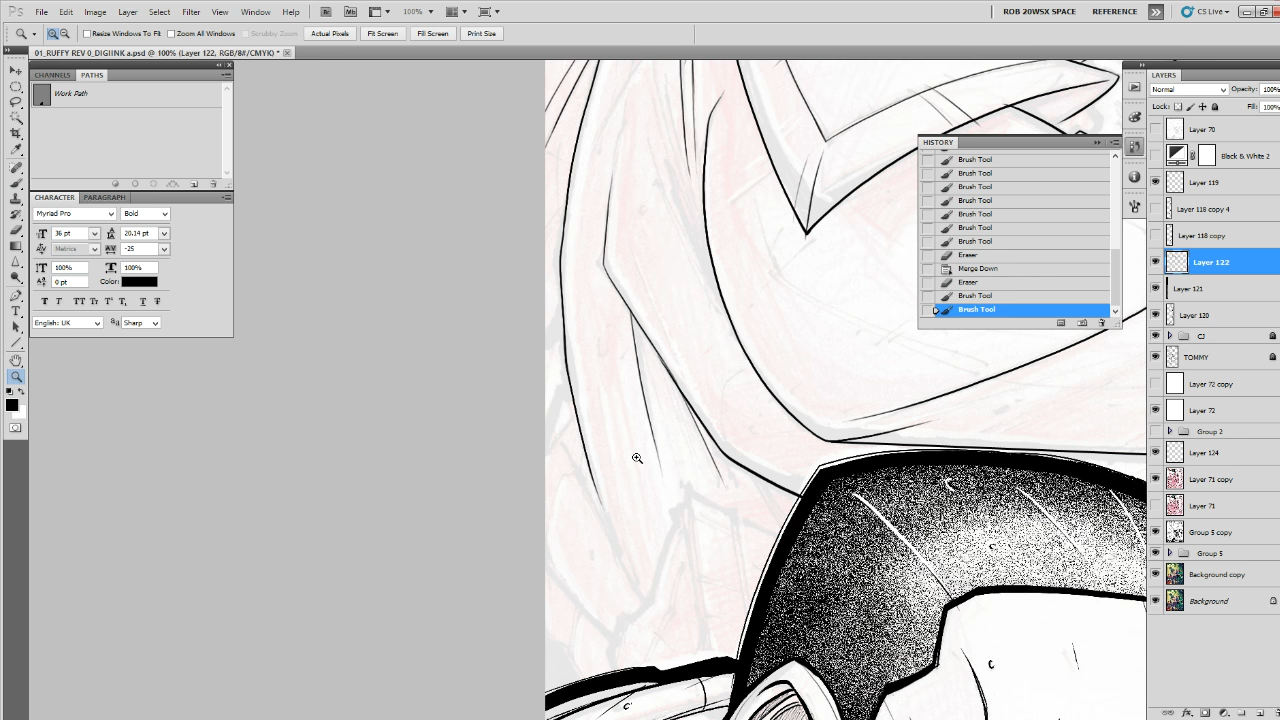 Ps File Edit Image Layer Select Filter View Window Help Br Mb 100% ROB 20WSX SPACE REFERENCE CS Live
Resize Windows To Fit Zoom All Windows Scrubby Zoom Actual Pixels Fit Screen Fill Screen Print Size
01_RUFFY REV 0_DIGIINK a.psd @ 100% (Layer 122, RGB/8#/CMYK) *
CHANNELS PATHS
Work Path
CHARACTER PARAGRAPH
Myriad Pro Bold
36 pt 20.14 pt
Metrics -25
100% 100%
0 pt Color:
English: UK Sharp
HISTORY
Brush Tool
Brush Tool
Brush Tool
Brush Tool
Brush Tool
Brush Tool
Brush Tool
Eraser
Merge Down
Eraser
Brush Tool
Brush Tool
LAYERS
Normal Opacity: 100%
Lock: Fill: 100%
Layer 70
Black & White 2
Layer 119
Layer 118 copy 4
Layer 118 copy
Layer 122
Layer 121
Layer 120
CJ
TOMMY
Layer 72 copy
Layer 72
Group 2
Layer 124
Layer 71 copy
Layer 71
Group 5 copy
Group 5
Background copy
Background